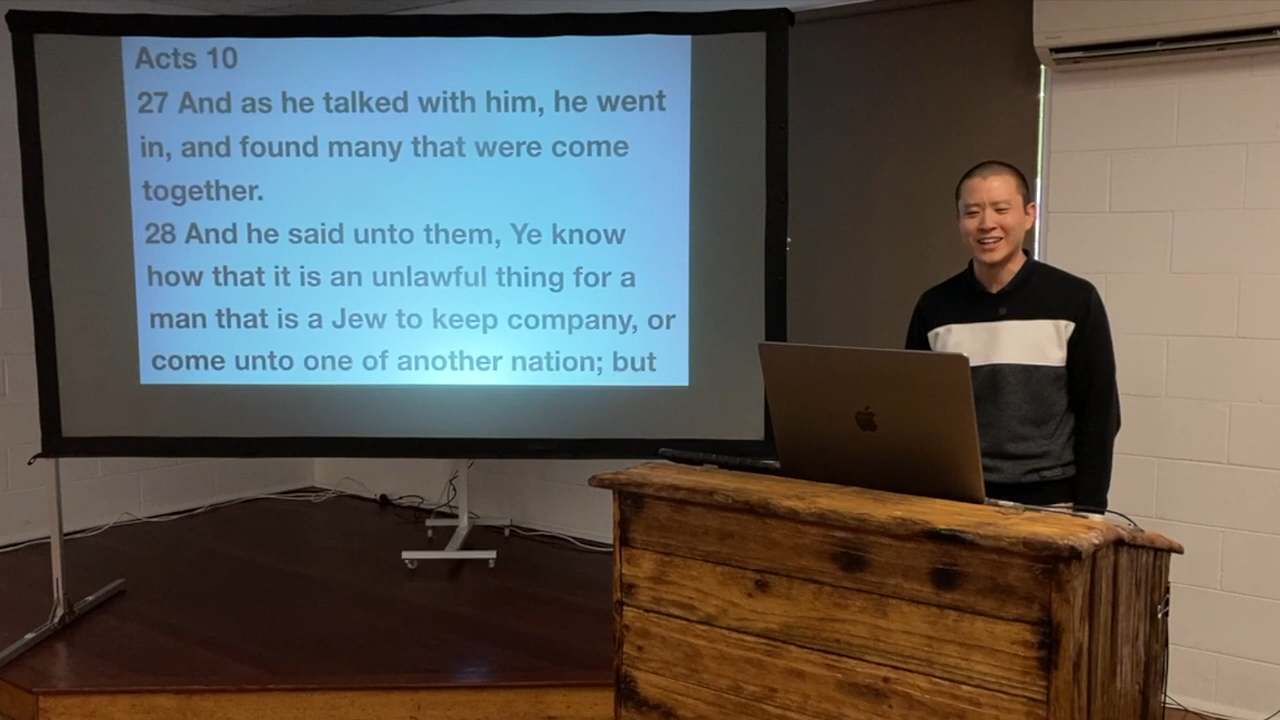 Acts 10
27 And as he talked with him, he went
in, and found many that were come
together.
28 And he said unto them, Ye know
how that it is an unlawful thing for a
man that is a Jew to keep company, or
come unto one of another nation; but